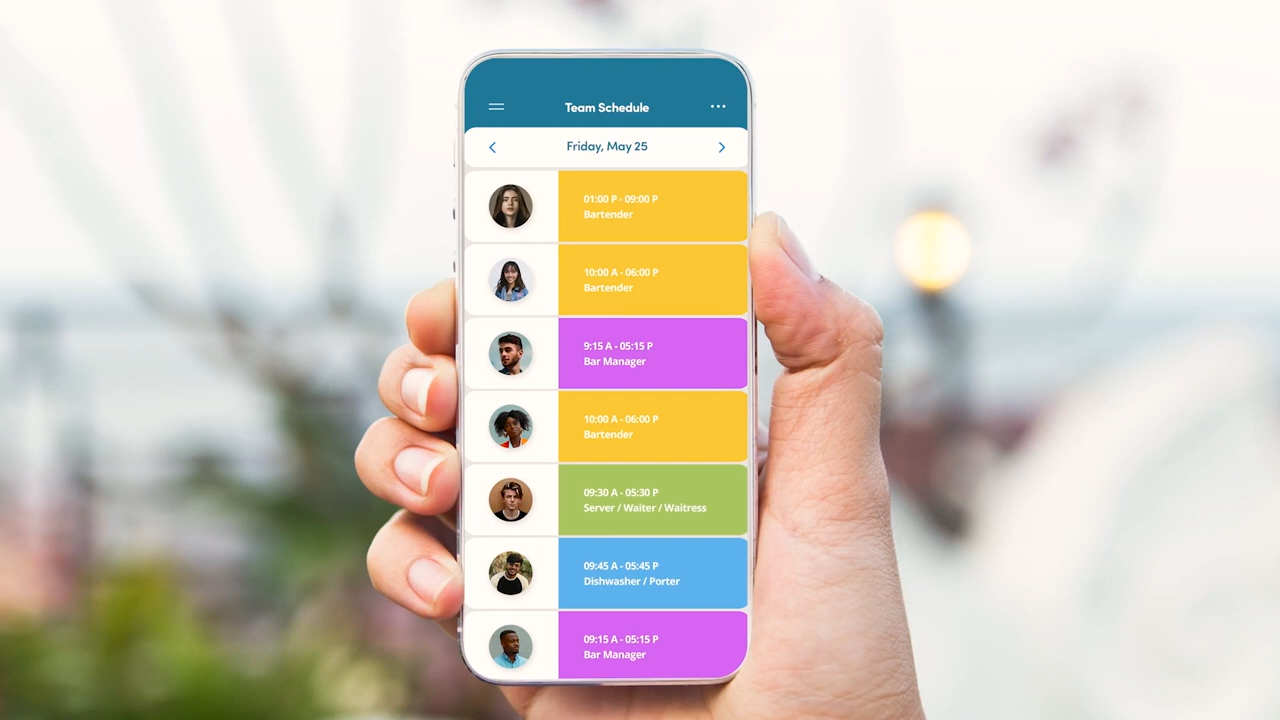 Team Schedule
Friday, May 25
01:00 P - 09:00 P
Bartender
10:00 A - 06:00 P
Bartender
9:15 A - 05:15 P
Bar Manager
10:00 A - 06:00 P
Bartender
09:30 A - 05:30 P
Server / Waiter / Waitress
09:45 A - 05:45 P
Dishwasher / Porter
09:15 A - 05:15 P
Bar Manager